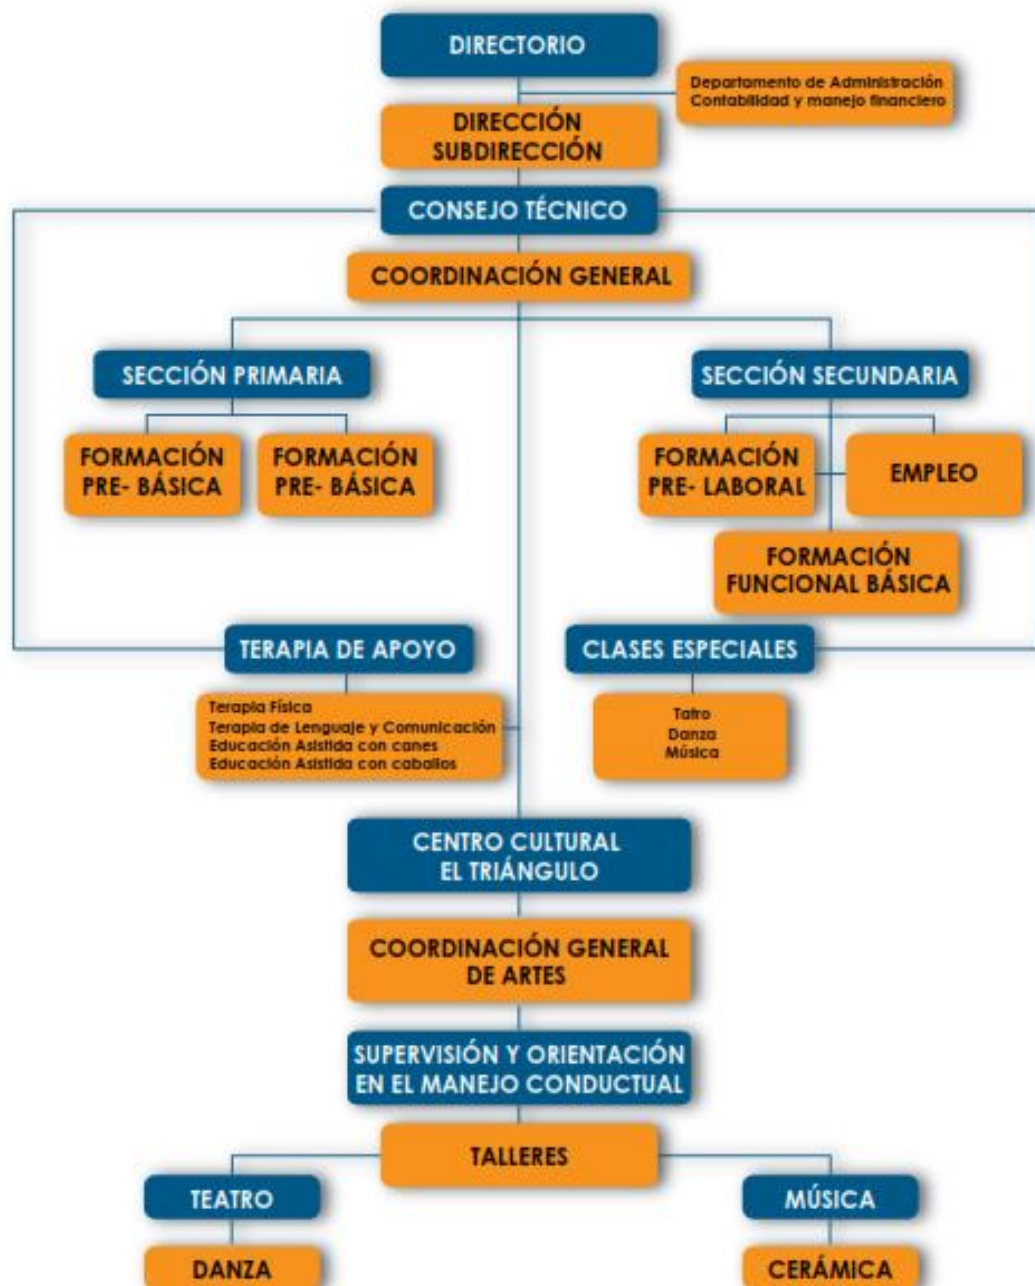 DIRECTORIO
Departamento de Administración
Contabilidad y manejo financiero
DIRECCIÓN
SUBDIRECCIÓN
CONSEJO TÉCNICO
COORDINACIÓN GENERAL
SECCIÓN PRIMARIA
SECCIÓN SECUNDARIA
FORMACIÓN
PRE- BÁSICA
FORMACIÓN
PRE- BÁSICA
FORMACIÓN
PRE- LABORAL
EMPLEO
FORMACIÓN
FUNCIONAL BÁSICA
TERAPIA DE APOYO
CLASES ESPECIALES
Terapia Física
Terapia de Lenguaje y Comunicación
Educación Asistida con canes
Educación Asistida con caballos
Tatro
Danza
Música
CENTRO CULTURAL
EL TRIÁNGULO
COORDINACIÓN GENERAL
DE ARTES
SUPERVISIÓN Y ORIENTACIÓN
EN EL MANEJO CONDUCTUAL
TALLERES
TEATRO
MÚSICA
DANZA
CERÁMICA